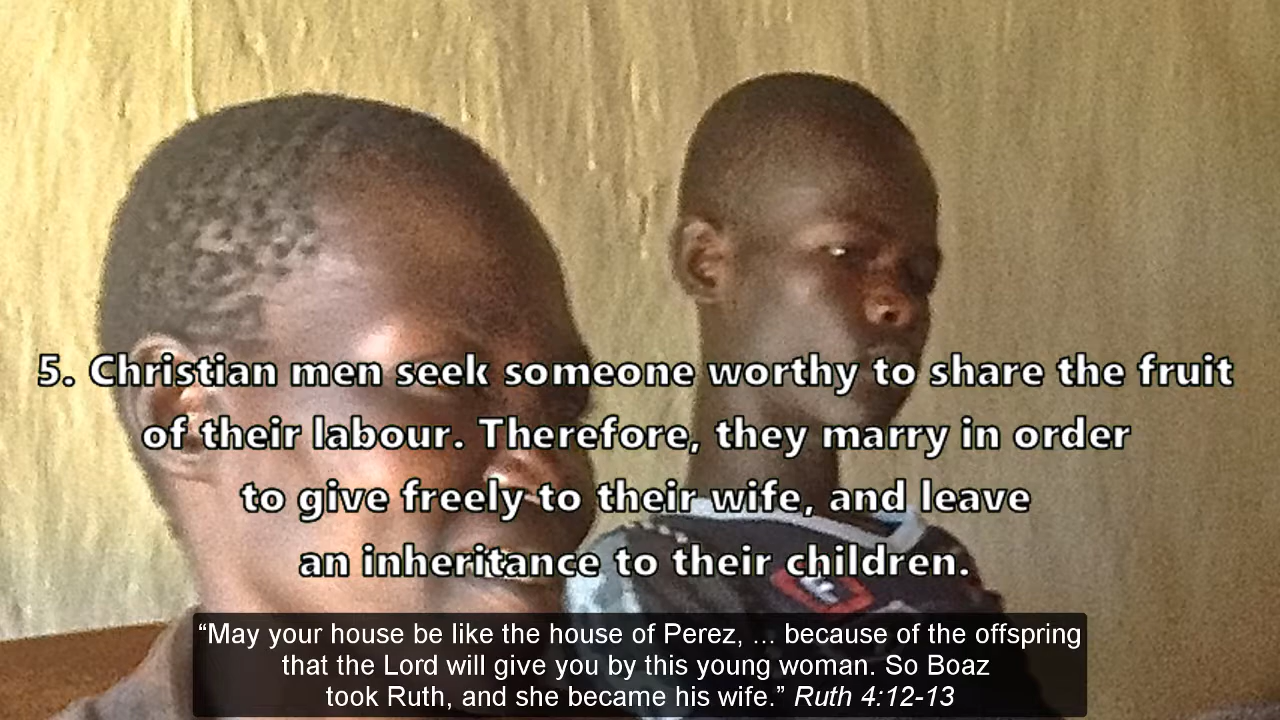 5. Christian men seek someone worthy to share the fruit
of their labour. Therefore, they marry in order
to give freely to their wife, and leave
an inheritance to their children.
“May your house be like the house of Perez, ... because of the offspring
that the Lord will give you by this young woman. So Boaz
took Ruth, and she became his wife.” Ruth 4:12-13